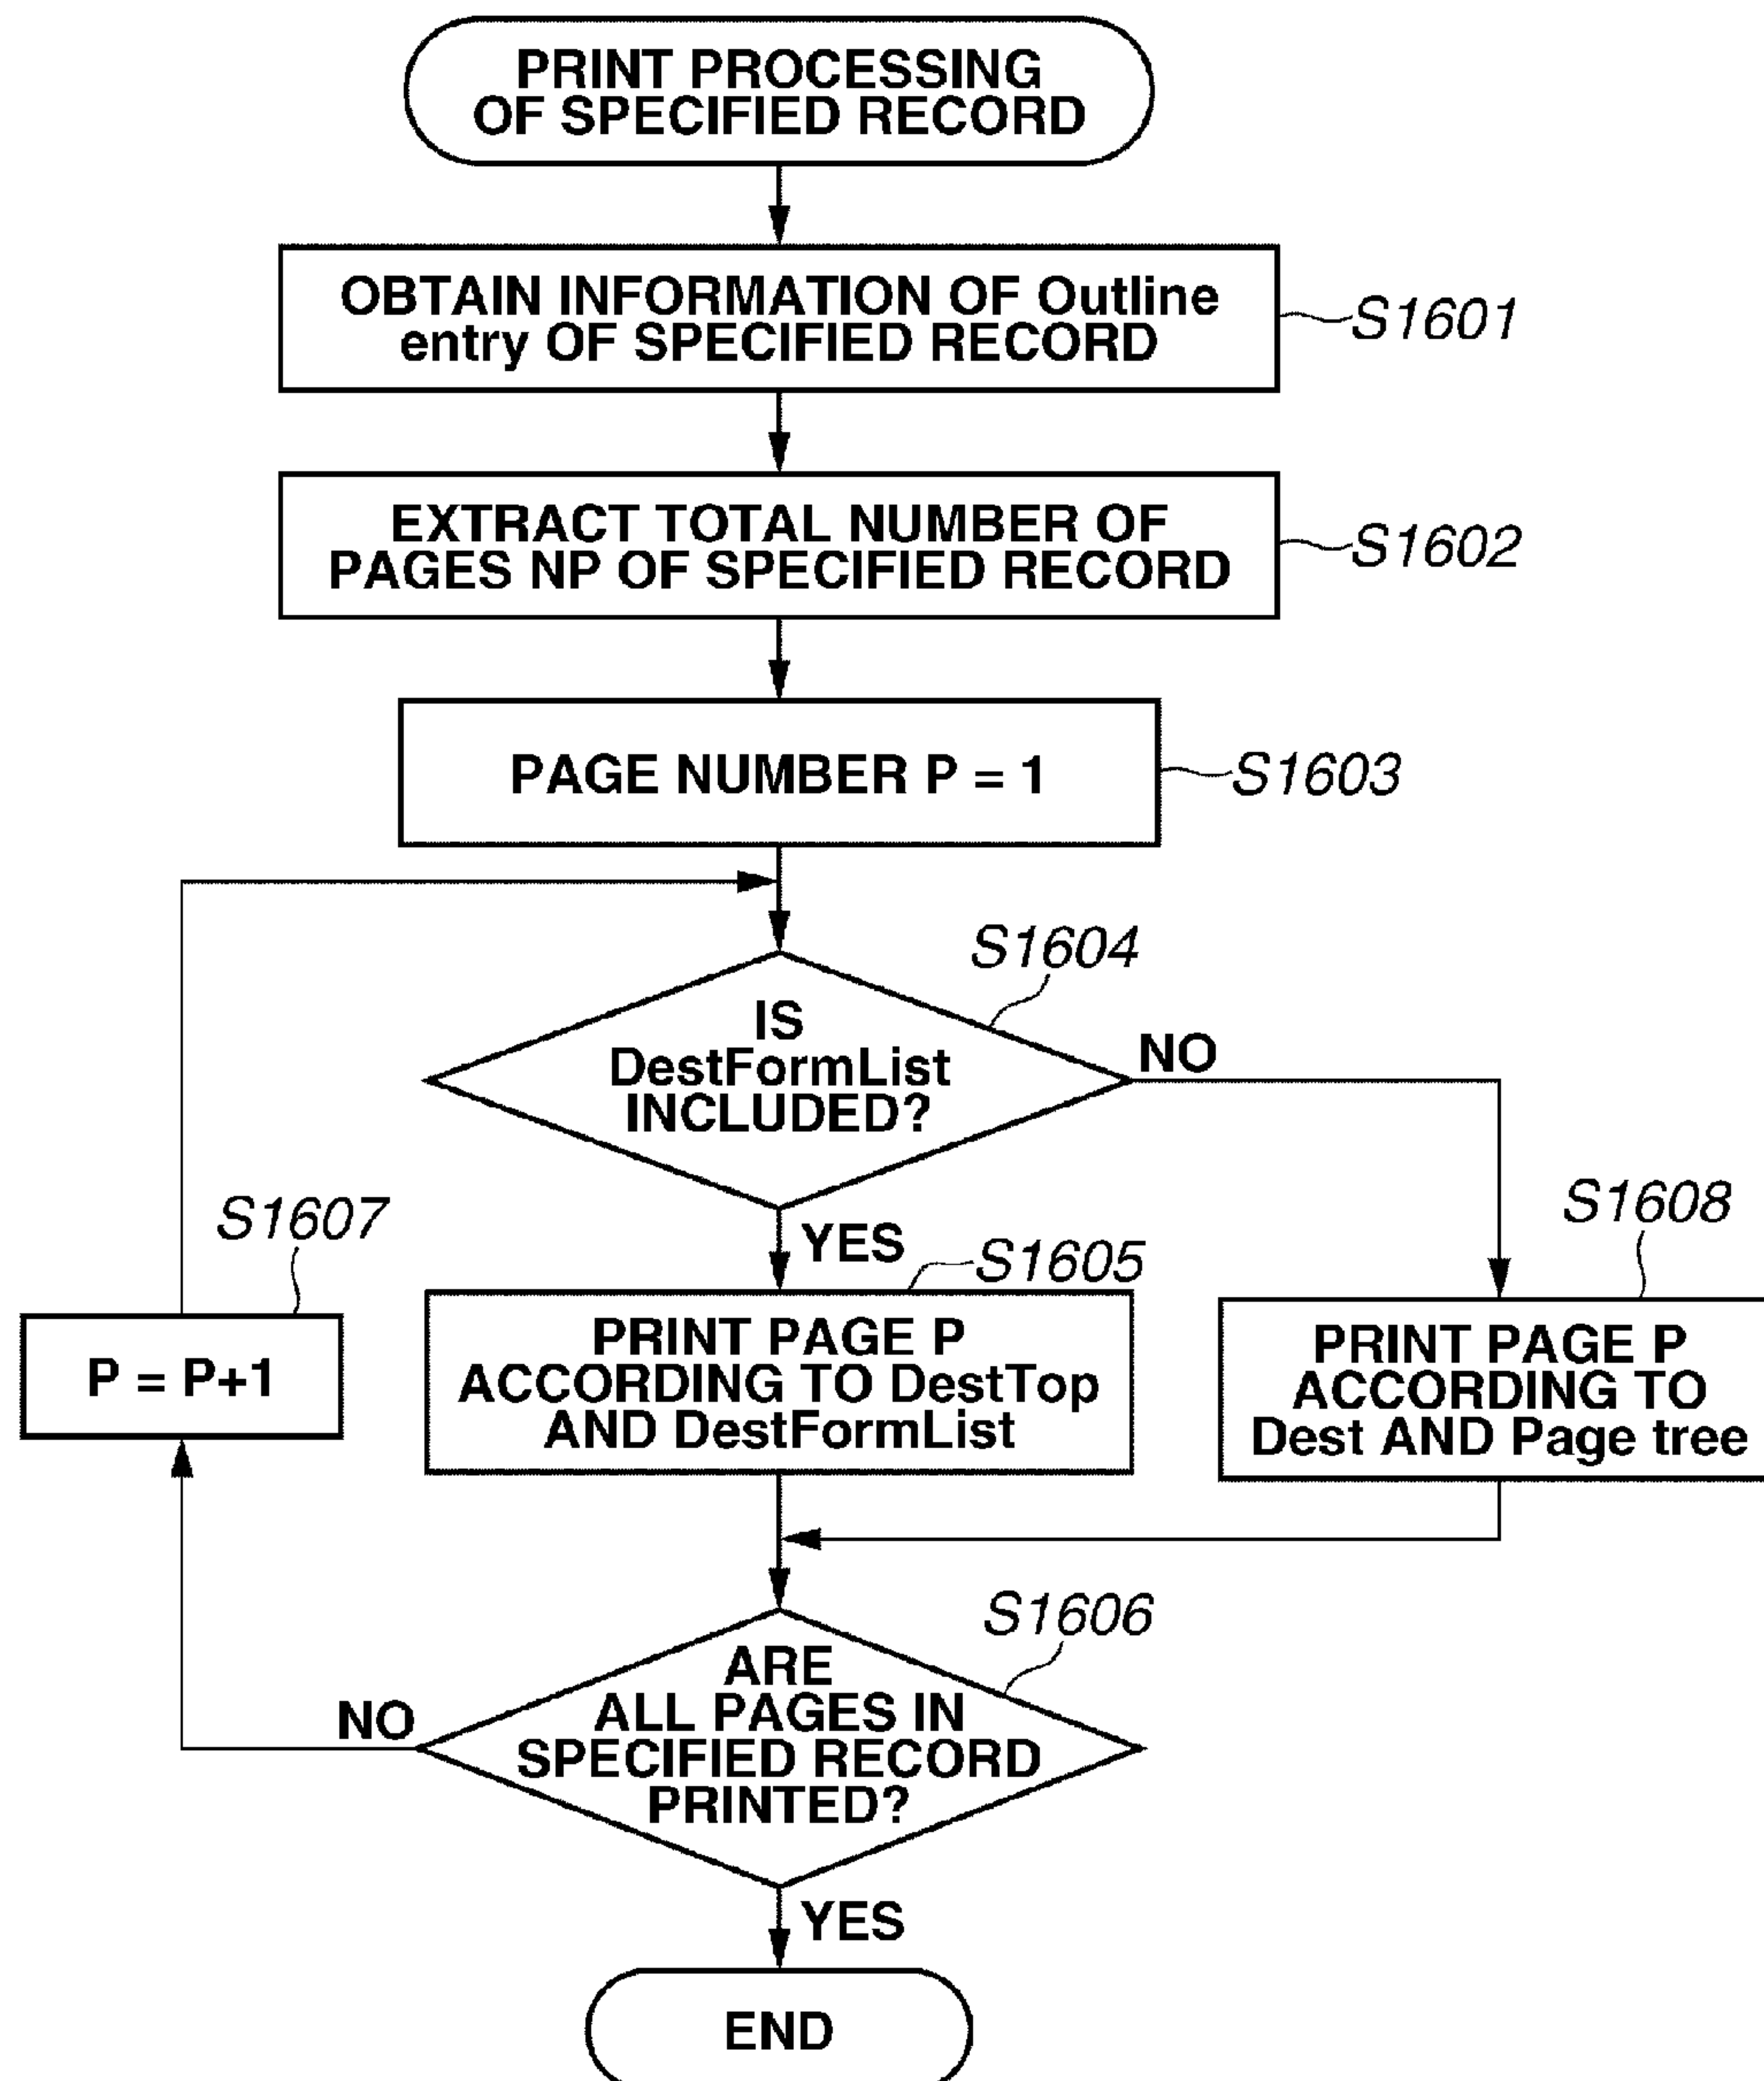 PRINT PROCESSING
OF SPECIFIED RECORD
OBTAIN INFORMATION OF Outline
entry OF SPECIFIED RECORD
S1601
EXTRACT TOTAL NUMBER OF
PAGES NP OF SPECIFIED RECORD
S1602
PAGE NUMBER P = 1
S1603
S1604
IS
DestFormList
INCLUDED?
NO
YES
S1607
P = P+1
S1605
PRINT PAGE P
ACCORDING TO DestTop
AND DestFormList
S1608
PRINT PAGE P
ACCORDING TO
Dest AND Page tree
S1606
ARE
ALL PAGES IN
SPECIFIED RECORD
PRINTED?
NO
YES
END